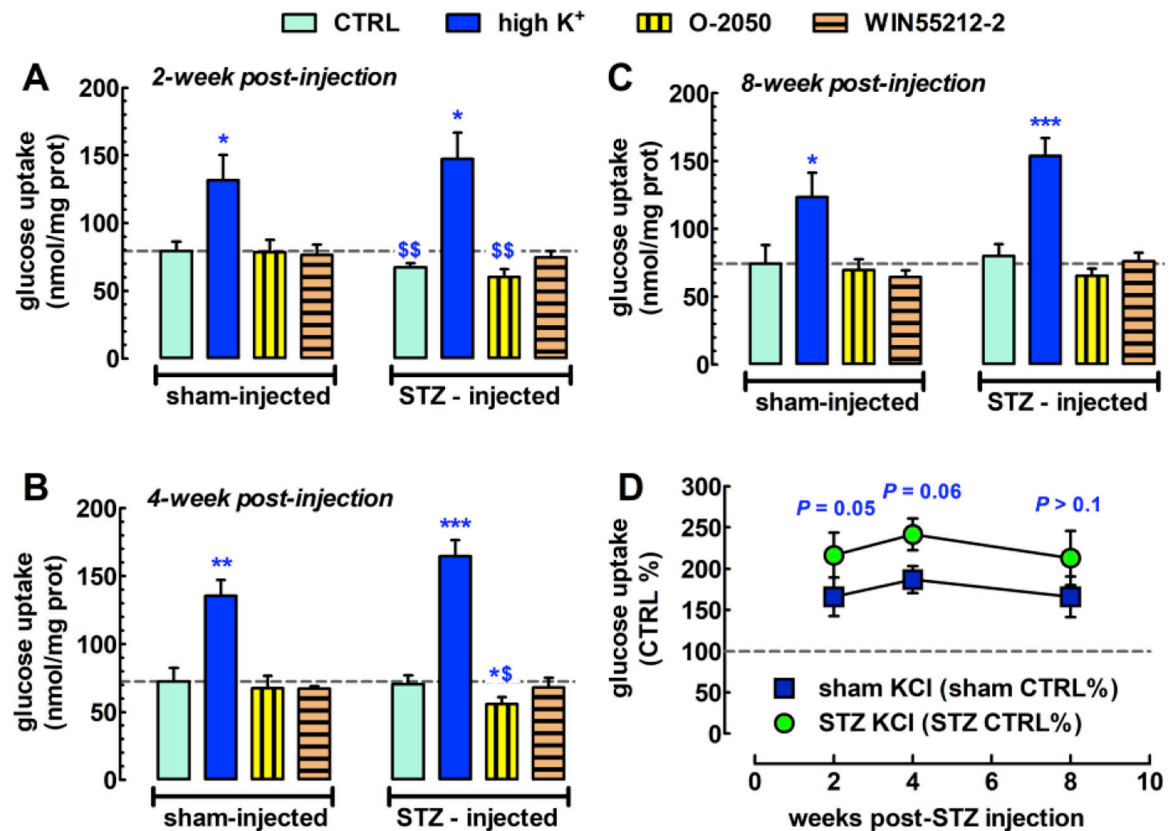 CTRL high K+ O-2050 WIN55212-2
A 2-week post-injection
glucose uptake
(nmol/mg prot)
200
150
100
50
0
*
*
$$
$$
sham-injected
STZ - injected
C 8-week post-injection
glucose uptake
(nmol/mg prot)
200
150
100
50
0
*
***
sham-injected
STZ - injected
B 4-week post-injection
glucose uptake
(nmol/mg prot)
200
150
100
50
0
**
***
*$
sham-injected
STZ - injected
D
glucose uptake
(CTRL %)
300
250
200
150
100
50
0
P = 0.05
P = 0.06
P > 0.1
sham KCl (sham CTRL%)
STZ KCl (STZ CTRL%)
0 2 4 6 8 10
weeks post-STZ injection